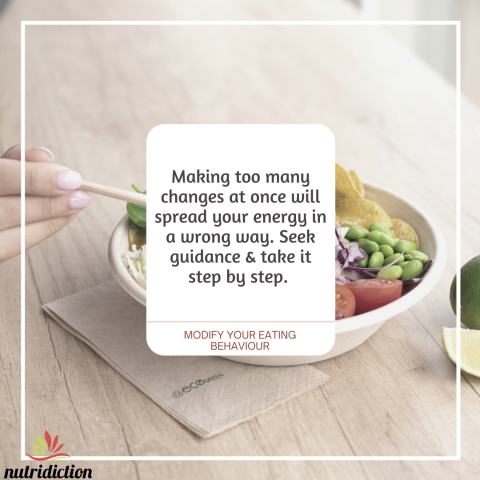 Making too many
changes at once will
spread your energy in
a wrong way. Seek
guidance & take it
step by step.
MODIFY YOUR EATING
BEHAVIOUR
ecoGREEN
nutridiction